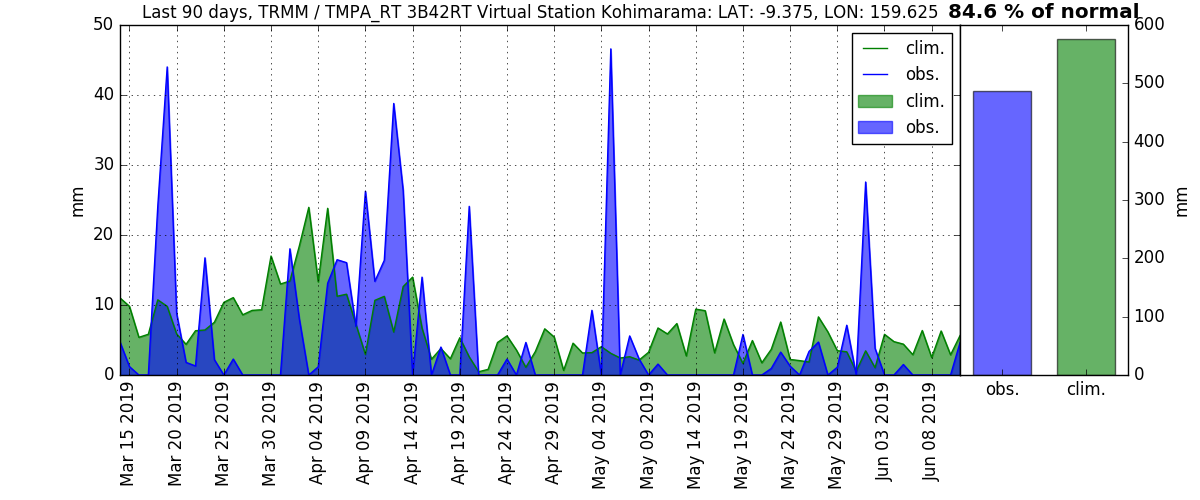 Last 90 days, TRMM / TMPA_RT 3B42RT Virtual Station Kohimarama: LAT: -9.375, LON: 159.625
84.6 % of normal
50
40
30
20
10
0
mm
clim.
obs.
clim.
obs.
600
500
400
300
200
100
0
mm
Mar 15 2019
Mar 20 2019
Mar 25 2019
Mar 30 2019
Apr 04 2019
Apr 09 2019
Apr 14 2019
Apr 19 2019
Apr 24 2019
Apr 29 2019
May 04 2019
May 09 2019
May 14 2019
May 19 2019
May 24 2019
May 29 2019
Jun 03 2019
Jun 08 2019
obs.
clim.